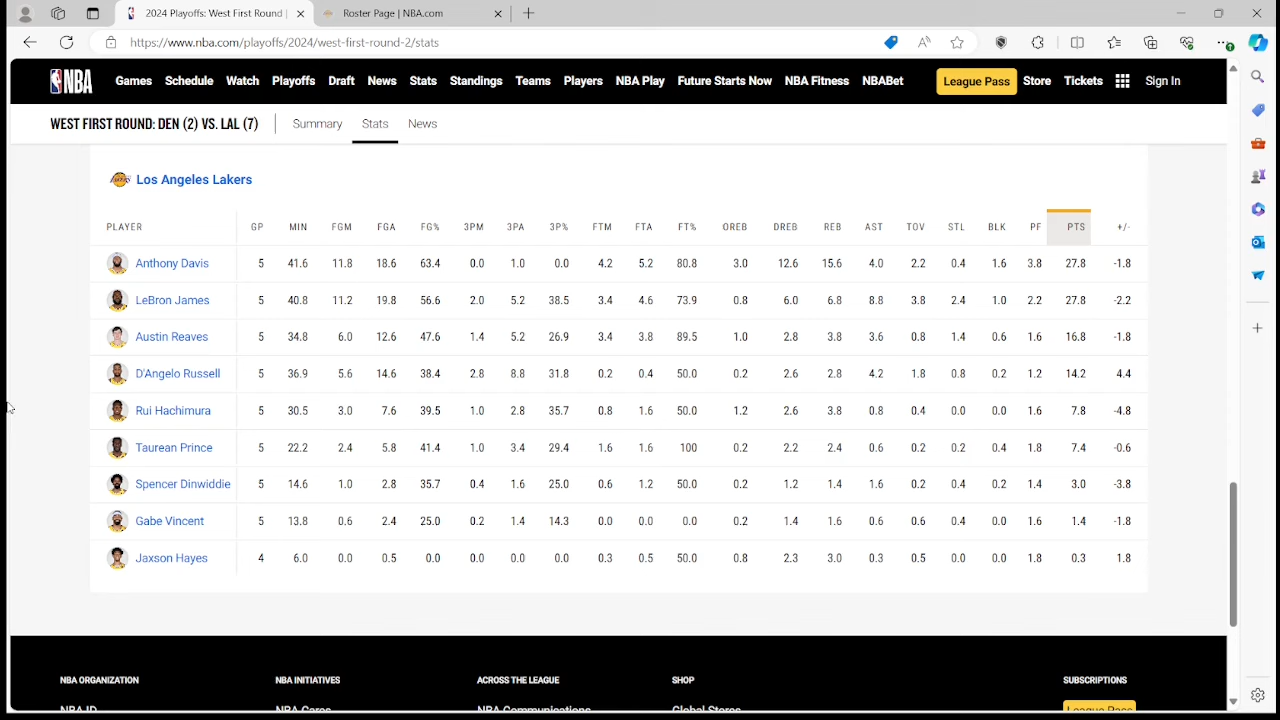 2024 Playoffs: West First Round |
Roster Page | NBA.com
https://www.nba.com/playoffs/2024/west-first-round-2/stats
NBA Games Schedule Watch Playoffs Draft News Stats Standings Teams Players NBA Play Future Starts Now NBA Fitness NBABet League Pass Store Tickets Sign In
WEST FIRST ROUND: DEN (2) VS. LAL (7) Summary Stats News
Los Angeles Lakers
PLAYER GP MIN FGM FGA FG% 3PM 3PA 3P% FTM FTA FT% OREB DREB REB AST TOV STL BLK PF PTS +/-
Anthony Davis 5 41.6 11.8 18.6 63.4 0.0 1.0 0.0 4.2 5.2 80.8 3.0 12.6 15.6 4.0 2.2 0.4 1.6 3.8 27.8 -1.8
LeBron James 5 40.8 11.2 19.8 56.6 2.0 5.2 38.5 3.4 4.6 73.9 0.8 6.0 6.8 8.8 3.8 2.4 1.0 2.2 27.8 -2.2
Austin Reaves 5 34.8 6.0 12.6 47.6 1.4 5.2 26.9 3.4 3.8 89.5 1.0 2.8 3.8 3.6 0.8 1.4 0.6 1.6 16.8 -1.8
D'Angelo Russell 5 36.9 5.6 14.6 38.4 2.8 8.8 31.8 0.2 0.4 50.0 0.2 2.6 2.8 4.2 1.8 0.8 0.2 1.2 14.2 4.4
Rui Hachimura 5 30.5 3.0 7.6 39.5 1.0 2.8 35.7 0.8 1.6 50.0 1.2 2.6 3.8 0.8 0.4 0.0 0.0 1.6 7.8 -4.8
Taurean Prince 5 22.2 2.4 5.8 41.4 1.0 3.4 29.4 1.6 1.6 100 0.2 2.2 2.4 0.6 0.2 0.2 0.4 1.8 7.4 -0.6
Spencer Dinwiddie 5 14.6 1.0 2.8 35.7 0.4 1.6 25.0 0.6 1.2 50.0 0.2 1.2 1.4 1.6 0.2 0.4 0.2 1.4 3.0 -3.8
Gabe Vincent 5 13.8 0.6 2.4 25.0 0.2 1.4 14.3 0.0 0.0 0.0 0.2 1.4 1.6 0.6 0.6 0.4 0.0 1.6 1.4 -1.8
Jaxson Hayes 4 6.0 0.0 0.5 0.0 0.0 0.0 0.0 0.3 0.5 50.0 0.8 2.3 3.0 0.3 0.5 0.0 0.0 1.8 0.3 1.8
NBA ORGANIZATION NBA INITIATIVES ACROSS THE LEAGUE SHOP SUBSCRIPTIONS
NBA ID NBA Cares NBA Communications Global Stores League Pass